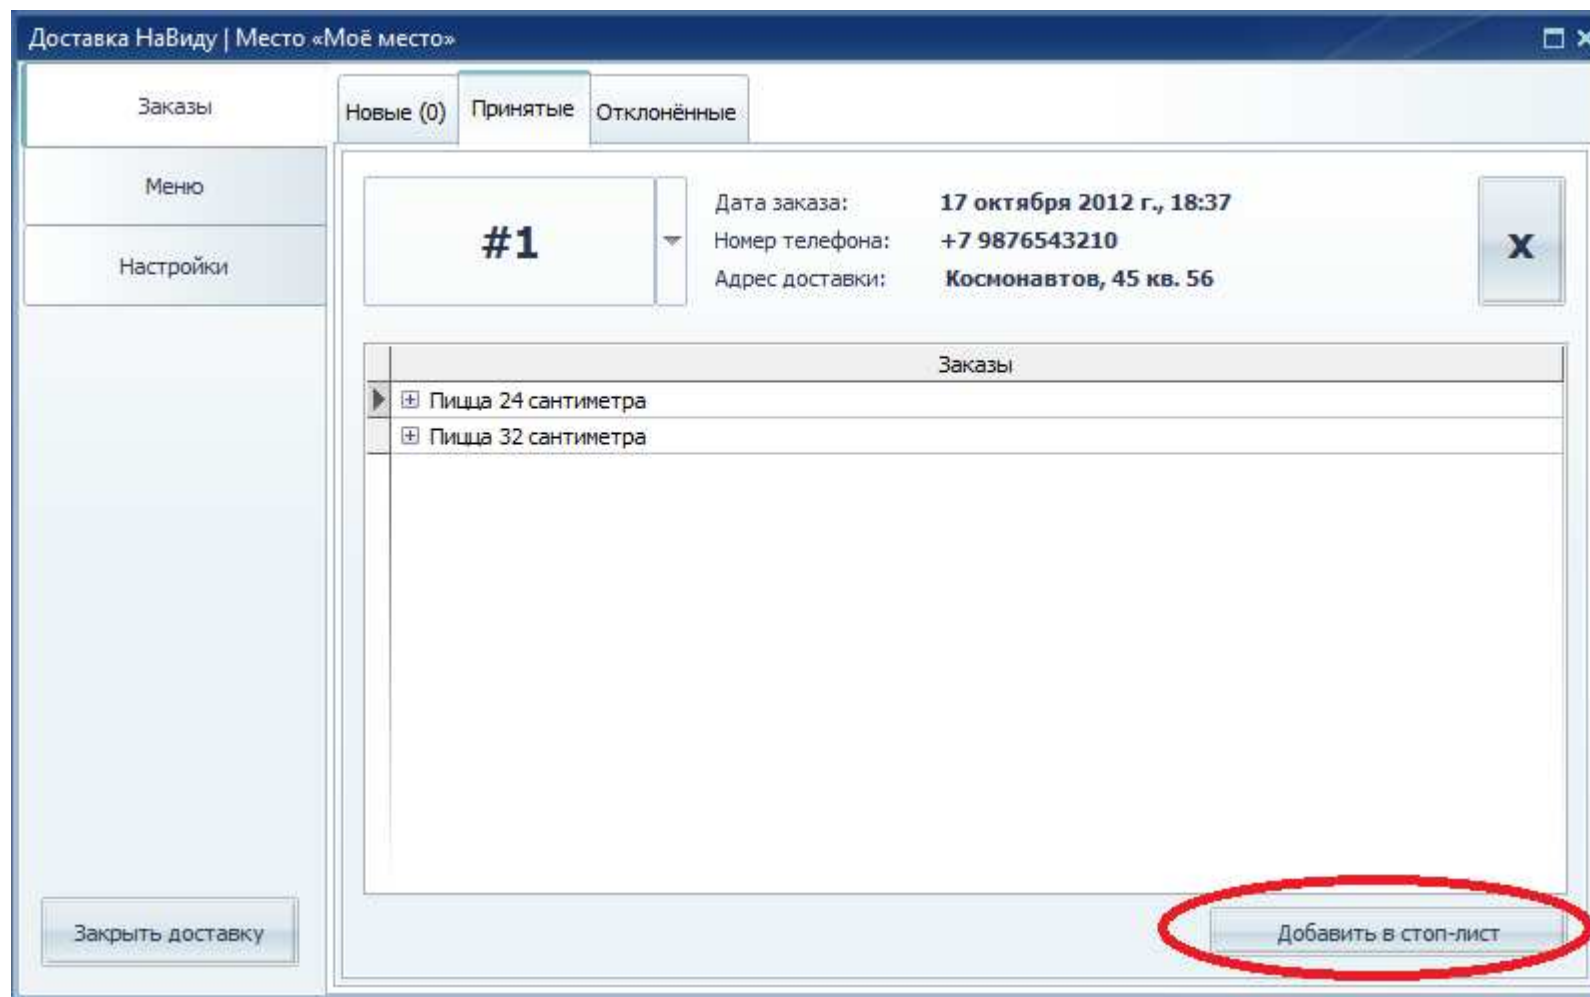 Доставка НаВиду | Место «Моё место»
Заказы
Меню
Настройки
Новые (0) Принятые Отклонённые
#1
Дата заказа: 17 октября 2012 г., 18:37
Номер телефона: +7 9876543210
Адрес доставки: Космонавтов, 45 кв. 56
X
Заказы
Пицца 24 сантиметра
Пицца 32 сантиметра
Закрыть доставку
Добавить в стоп-лист